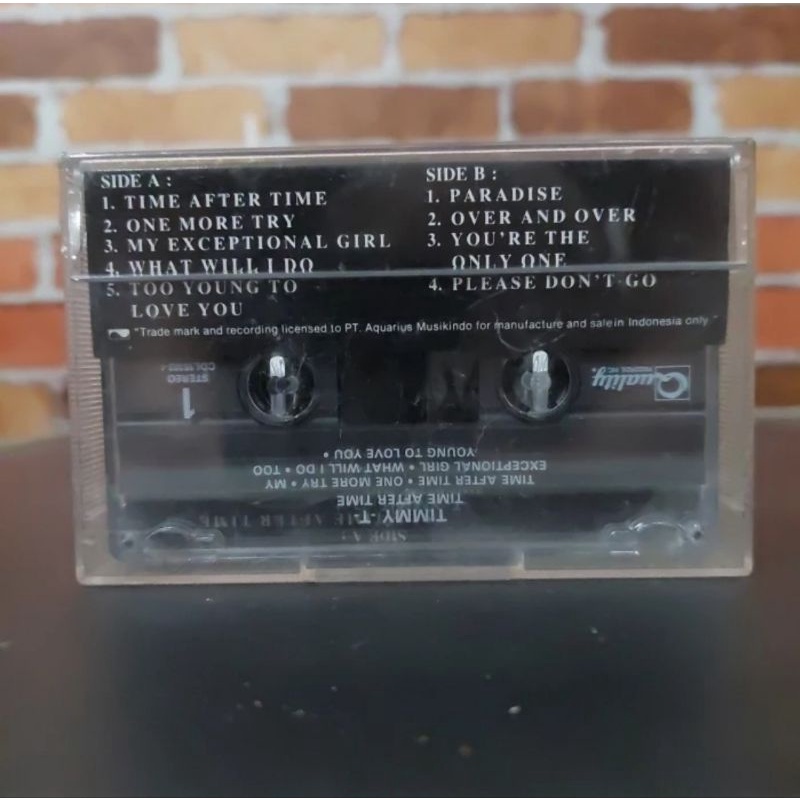 SIDE A :
1. TIME AFTER TIME
2. ONE MORE TRY
3. MY EXCEPTIONAL GIRL
4. WHAT WILL I DO
5. TOO YOUNG TO
LOVE YOU
SIDE B :
1. PARADISE
2. OVER AND OVER
3. YOU'RE THE
ONLY ONE
4. PLEASE DON'T GO
"Trade mark and recording licensed to PT. Aquarius Musikindo for manufacture and sale in Indonesia only"
Quality
RECORDS INC.
STEREO
1
TIMMY-T-
TIME AFTER TIME
TIME AFTER TIME • ONE MORE TRY • MY
EXCEPTIONAL GIRL • WHAT WILL I DO • TOO
YOUNG TO LOVE YOU •